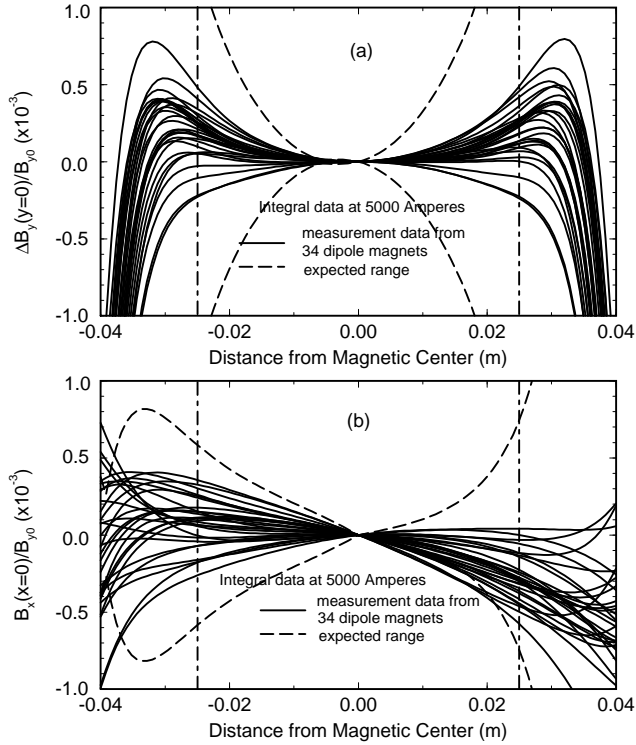 1.0
(a)
0.5
0.0
-0.5
-1.0
ΔB_y(y=0)/B_y0 (x10^-3)
Integral data at 5000 Amperes
measurement data from
34 dipole magnets
expected range
-0.04 -0.02 0.00 0.02 0.04
Distance from Magnetic Center (m)
1.0
(b)
0.5
0.0
-0.5
-1.0
B_x(x=0)/B_y0 (x10^-3)
Integral data at 5000 Amperes
measurement data from
34 dipole magnets
expected range
-0.04 -0.02 0.00 0.02 0.04
Distance from Magnetic Center (m)